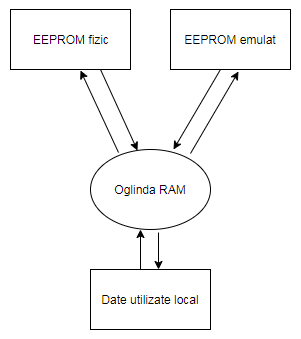 EEPROM fizic
EEPROM emulat
Oglinda RAM
Date utilizate local